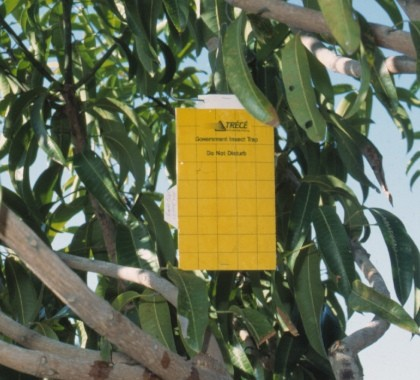 TRÉCÉ
Government Insect Trap
Do Not Disturb